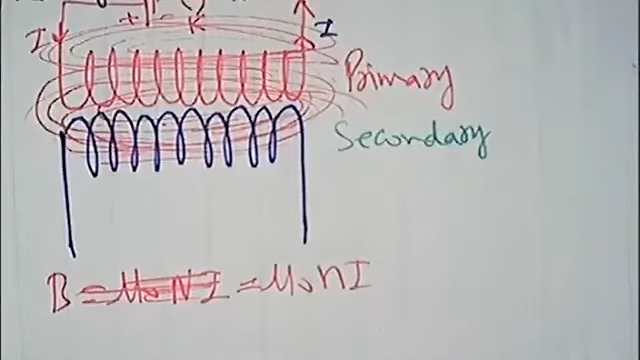 + -
I K I
Primary
Secondary
B = μ₀NI = μ₀nI